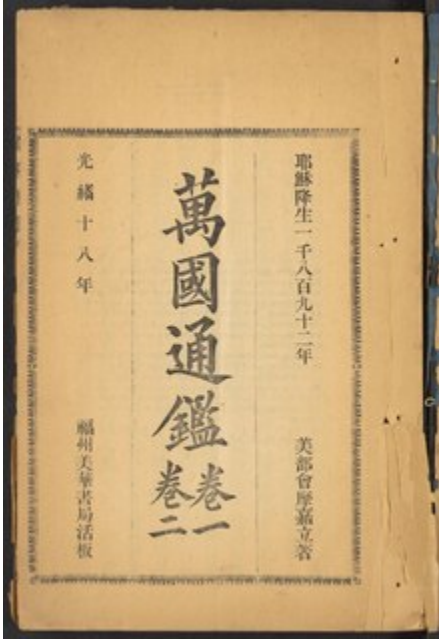 耶穌降生一千八百九十二年
美部會摩嘉立著
萬國通鑑
卷一
卷二
光緒十八年
福州美華書局活板